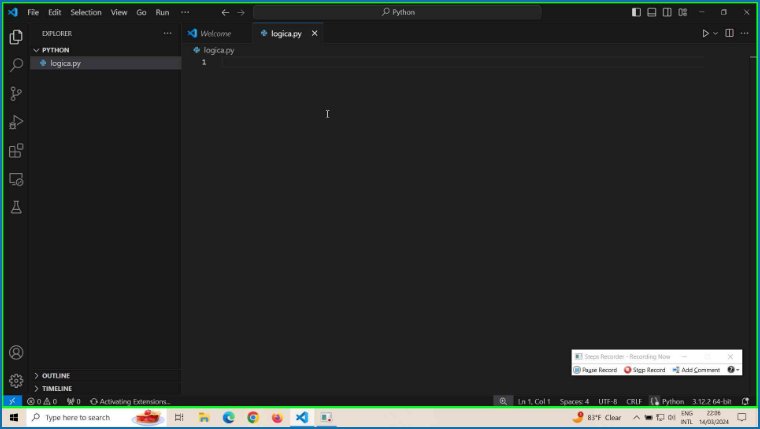 File Edit Selection View Go Run ··· Python
EXPLORER ··· Welcome logica.py
PYTHON logica.py
logica.py 1
Steps Recorder - Recording Now
Pause Record Stop Record Add Comment
OUTLINE
TIMELINE
0 0 0 Activating Extensions... Ln 1, Col 1 Spaces: 4 UTF-8 CRLF Python 3.12.2 64-bit
Type here to search 83°F Clear ENG 22:06
INTL 14/03/2024